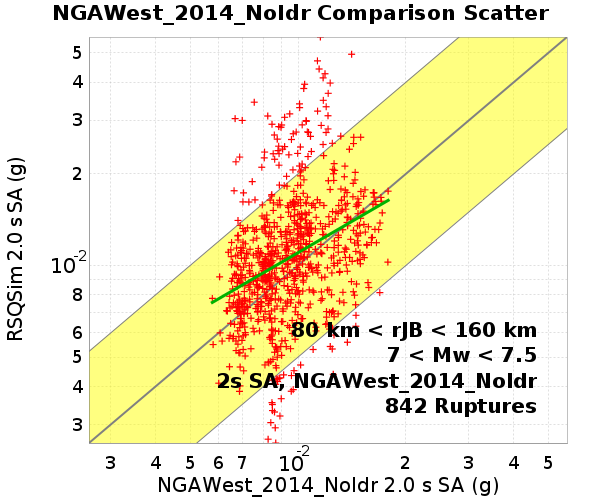 NGAWest_2014_NoIdr Comparison Scatter
RSQSim 2.0 s SA (g)
5
4
3
2
10-2
8
6
5
4
3
80 km < rJB < 160 km
7 < Mw < 7.5
2s SA, NGAWest_2014_NoIdr
842 Ruptures
3 4 5 6 7 10-2 2 3 4 5
NGAWest_2014_NoIdr 2.0 s SA (g)